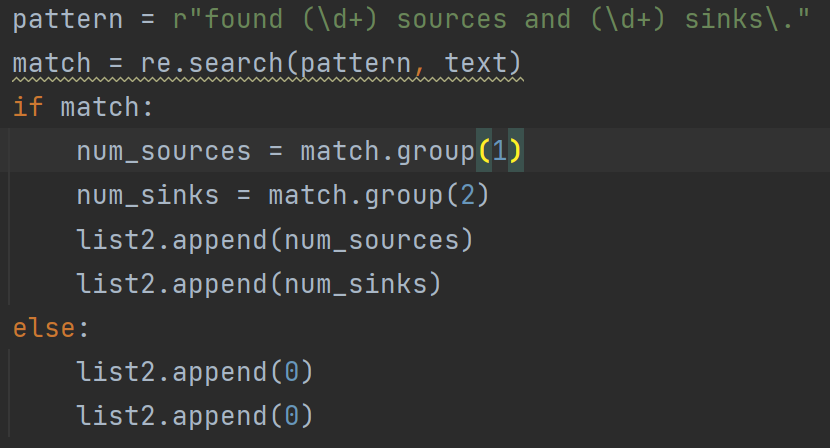 pattern = r"found (\d+) sources and (\d+) sinks\."
match = re.search(pattern, text)
if match:
    num_sources = match.group(1)
    num_sinks = match.group(2)
    list2.append(num_sources)
    list2.append(num_sinks)
else:
    list2.append(0)
    list2.append(0)